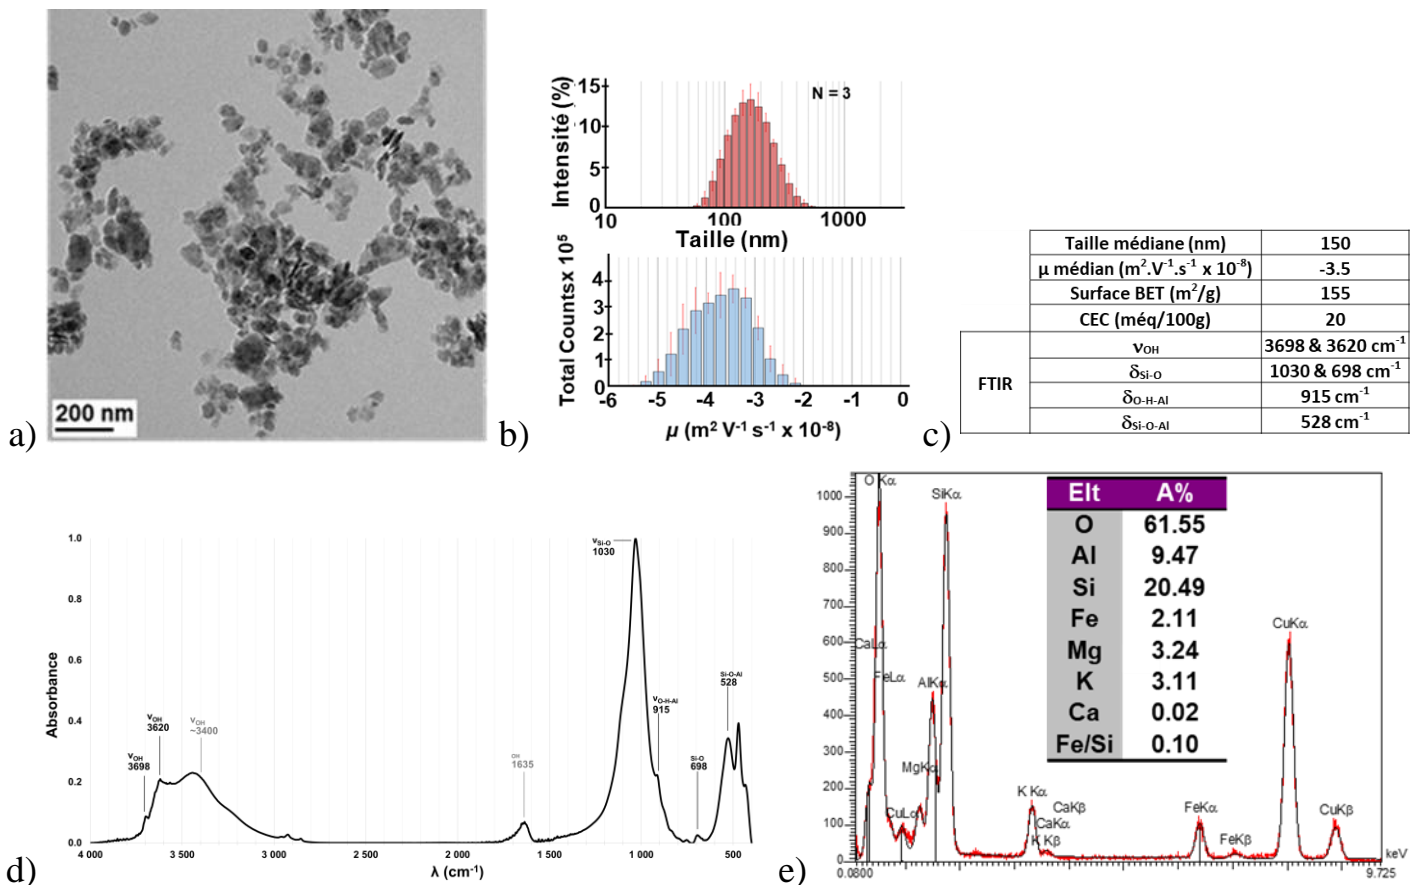 200 nm
a)
Intensité (%)
15
10
5
0
N = 3
10
100
1000
Taille (nm)
Total Countsx 10⁵
4
3
2
1
0
-6
-5
-4
-3
-2
-1
0
μ (m² V⁻¹ s⁻¹ x 10⁻⁸)
b)
Taille médiane (nm) 150
μ médian (m².V⁻¹.s⁻¹ x 10⁻⁸) -3.5
Surface BET (m²/g) 155
CEC (méq/100g) 20
FTIR
νOH 3698 & 3620 cm⁻¹
δSi-O 1030 & 698 cm⁻¹
δO-H-Al 915 cm⁻¹
δSi-O-Al 528 cm⁻¹
c)
Absorbance
1.0
0.8
0.6
0.4
0.2
0.0
νOH
3698
νOH
3620
νOH
~3400
OH
1635
νSi-O
1030
νO-H-Al
915
Si-O
698
Si-O-Al
528
4 000
3 500
3 000
2 500
2 000
1 500
1 000
500
λ (cm⁻¹)
d)
1000
900
800
700
600
500
400
300
200
100
0
O Kα
CaLα
FeLα
CuLα
MgKα
AlKα
SiKα
K Kα
CaKα
K Kβ
CaKβ
FeKα
FeKβ
CuKα
CuKβ
keV
0.0800
9.725
Elt A%
O 61.55
Al 9.47
Si 20.49
Fe 2.11
Mg 3.24
K 3.11
Ca 0.02
Fe/Si 0.10
e)